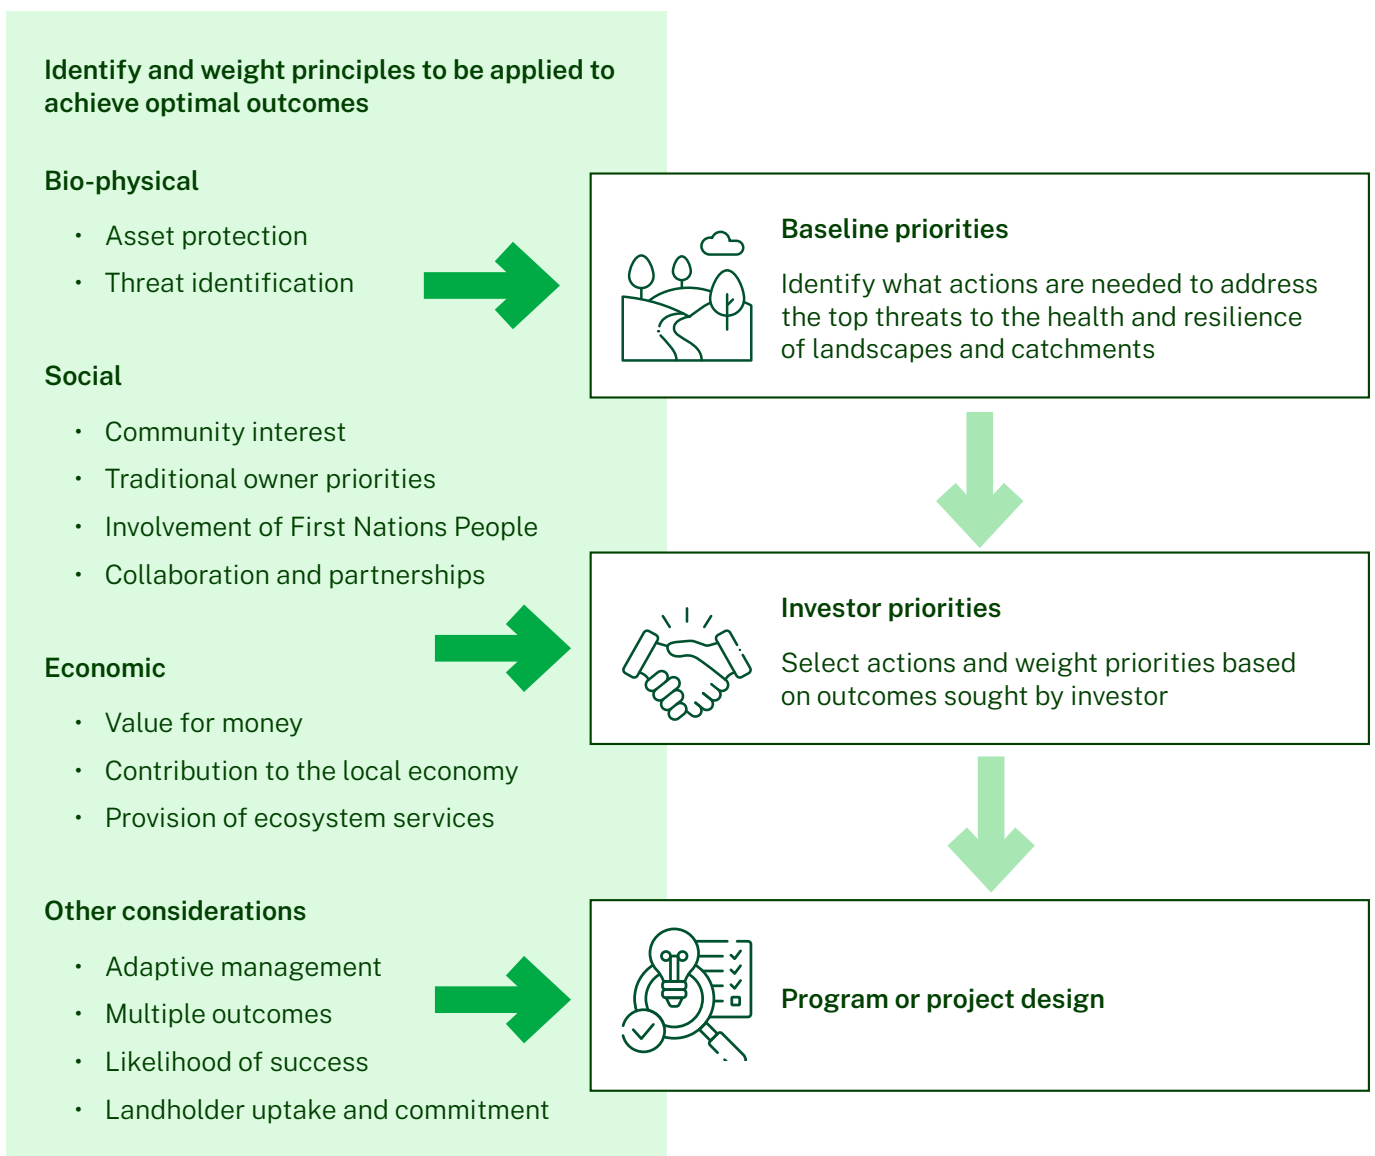 Identify and weight principles to be applied to
achieve optimal outcomes
Bio-physical
• Asset protection
• Threat identification
Social
• Community interest
• Traditional owner priorities
• Involvement of First Nations People
• Collaboration and partnerships
Economic
• Value for money
• Contribution to the local economy
• Provision of ecosystem services
Other considerations
• Adaptive management
• Multiple outcomes
• Likelihood of success
• Landholder uptake and commitment
Baseline priorities
Identify what actions are needed to address
the top threats to the health and resilience
of landscapes and catchments
Investor priorities
Select actions and weight priorities based
on outcomes sought by investor
Program or project design